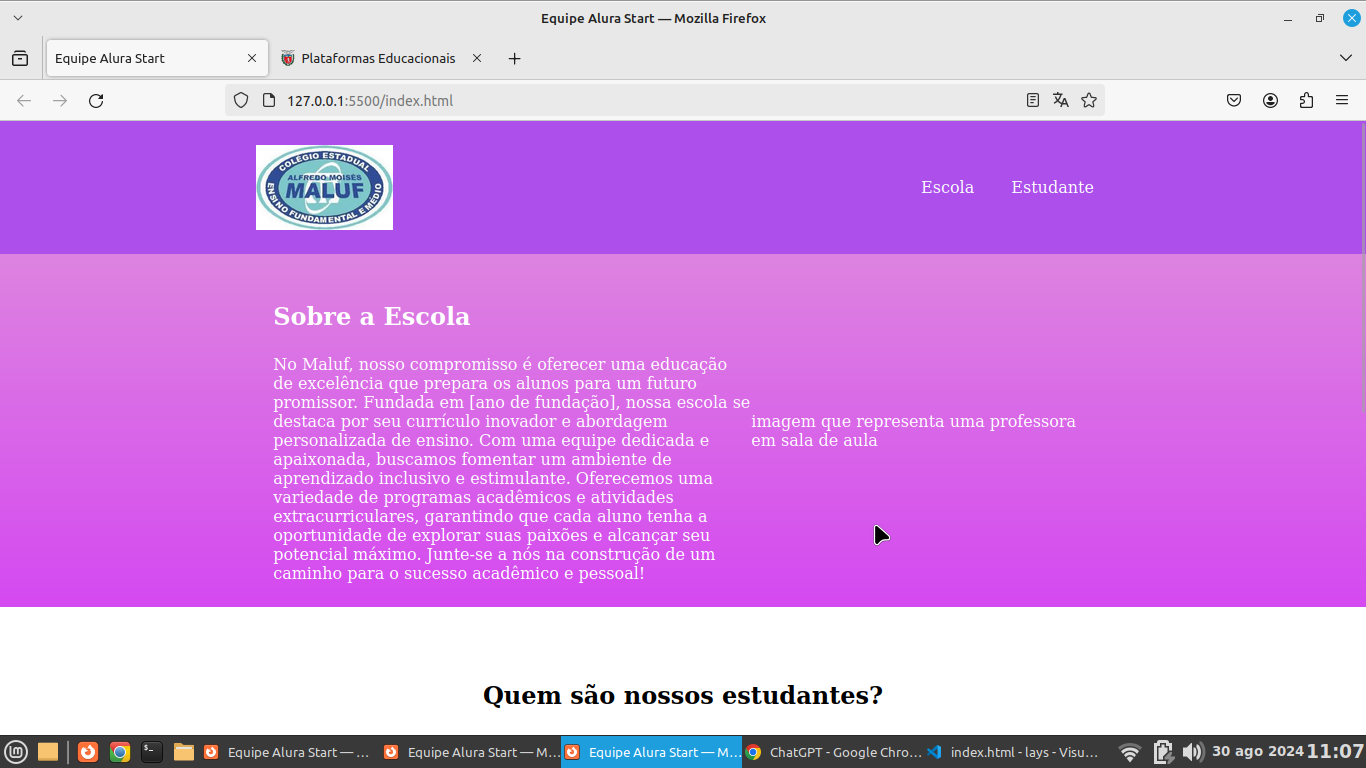 Equipe Alura Start — Mozilla Firefox
Equipe Alura Start
Plataformas Educacionais
127.0.0.1:5500/index.html
COLÉGIO ESTADUAL
ALFREDO MOISÉS
MALUF
ENSINO FUNDAMENTAL E MÉDIO
Escola
Estudante
Sobre a Escola
No Maluf, nosso compromisso é oferecer uma educação
de excelência que prepara os alunos para um futuro
promissor. Fundada em [ano de fundação], nossa escola se
destaca por seu currículo inovador e abordagem
personalizada de ensino. Com uma equipe dedicada e
apaixonada, buscamos fomentar um ambiente de
aprendizado inclusivo e estimulante. Oferecemos uma
variedade de programas acadêmicos e atividades
extracurriculares, garantindo que cada aluno tenha a
oportunidade de explorar suas paixões e alcançar seu
potencial máximo. Junte-se a nós na construção de um
caminho para o sucesso acadêmico e pessoal!
imagem que representa uma professora
em sala de aula
Quem são nossos estudantes?
Equipe Alura Start — ...
Equipe Alura Start — M...
Equipe Alura Start — M...
ChatGPT - Google Chro...
index.html - lays - Visu...
30 ago 2024 11:07